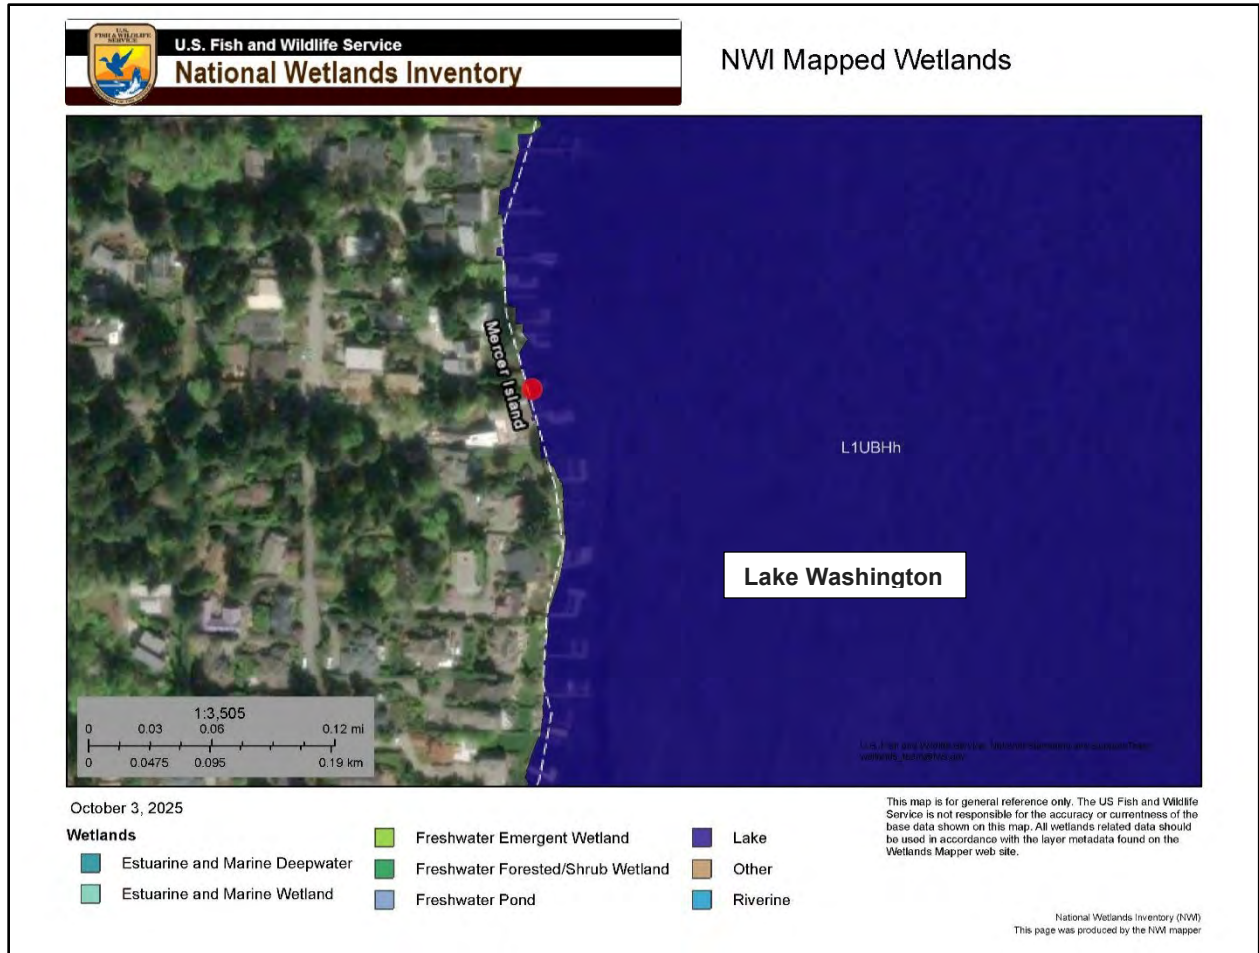 U.S.
FISH & WILDLIFE
SERVICE
U.S. Fish and Wildlife Service
National Wetlands Inventory
NWI Mapped Wetlands
Mercer Island
L1UBHh
Lake Washington
1:3,505
0 0.03 0.06 0.12 mi
0 0.0475 0.095 0.19 km
October 3, 2025
Wetlands
Estuarine and Marine Deepwater
Estuarine and Marine Wetland
Freshwater Emergent Wetland
Freshwater Forested/Shrub Wetland
Freshwater Pond
Lake
Other
Riverine
This map is for general reference only. The US Fish and Wildlife
Service is not responsible for the accuracy or currentness of the
base data shown on this map. All wetlands related data should
be used in accordance with the layer metadata found on the
Wetlands Mapper web site.
National Wetlands Inventory (NWI)
This page was produced by the NWI mapper